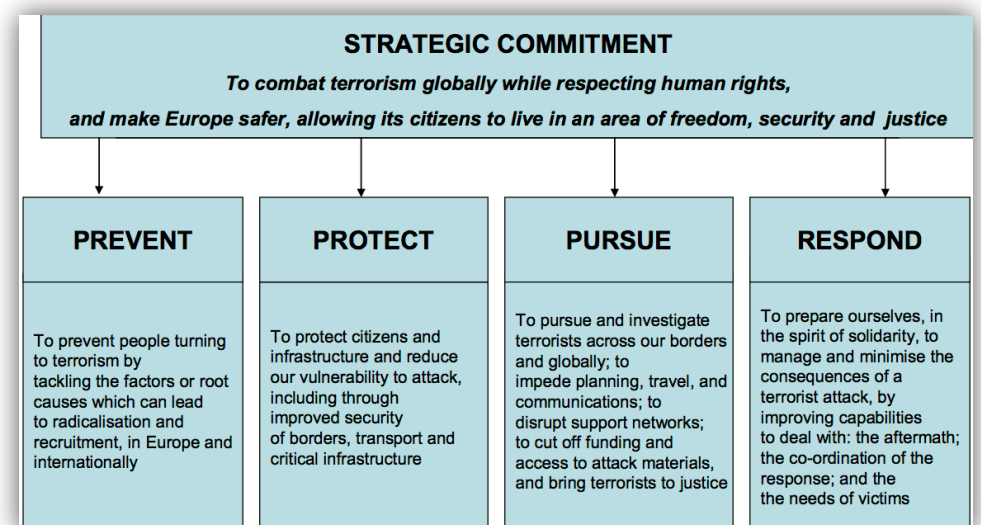 STRATEGIC COMMITMENT
To combat terrorism globally while respecting human rights,
and make Europe safer, allowing its citizens to live in an area of freedom, security and justice
PREVENT
To prevent people turning
to terrorism by
tackling the factors or root
causes which can lead
to radicalisation and
recruitment, in Europe and
internationally
PROTECT
To protect citizens and
infrastructure and reduce
our vulnerability to attack,
including through
improved security
of borders, transport and
critical infrastructure
PURSUE
To pursue and investigate
terrorists across our borders
and globally; to
impede planning, travel, and
communications; to
disrupt support networks;
to cut off funding and
access to attack materials,
and bring terrorists to justice
RESPOND
To prepare ourselves, in
the spirit of solidarity, to
manage and minimise the
consequences of a
terrorist attack, by
improving capabilities
to deal with: the aftermath;
the co-ordination of the
response; and the
the needs of victims